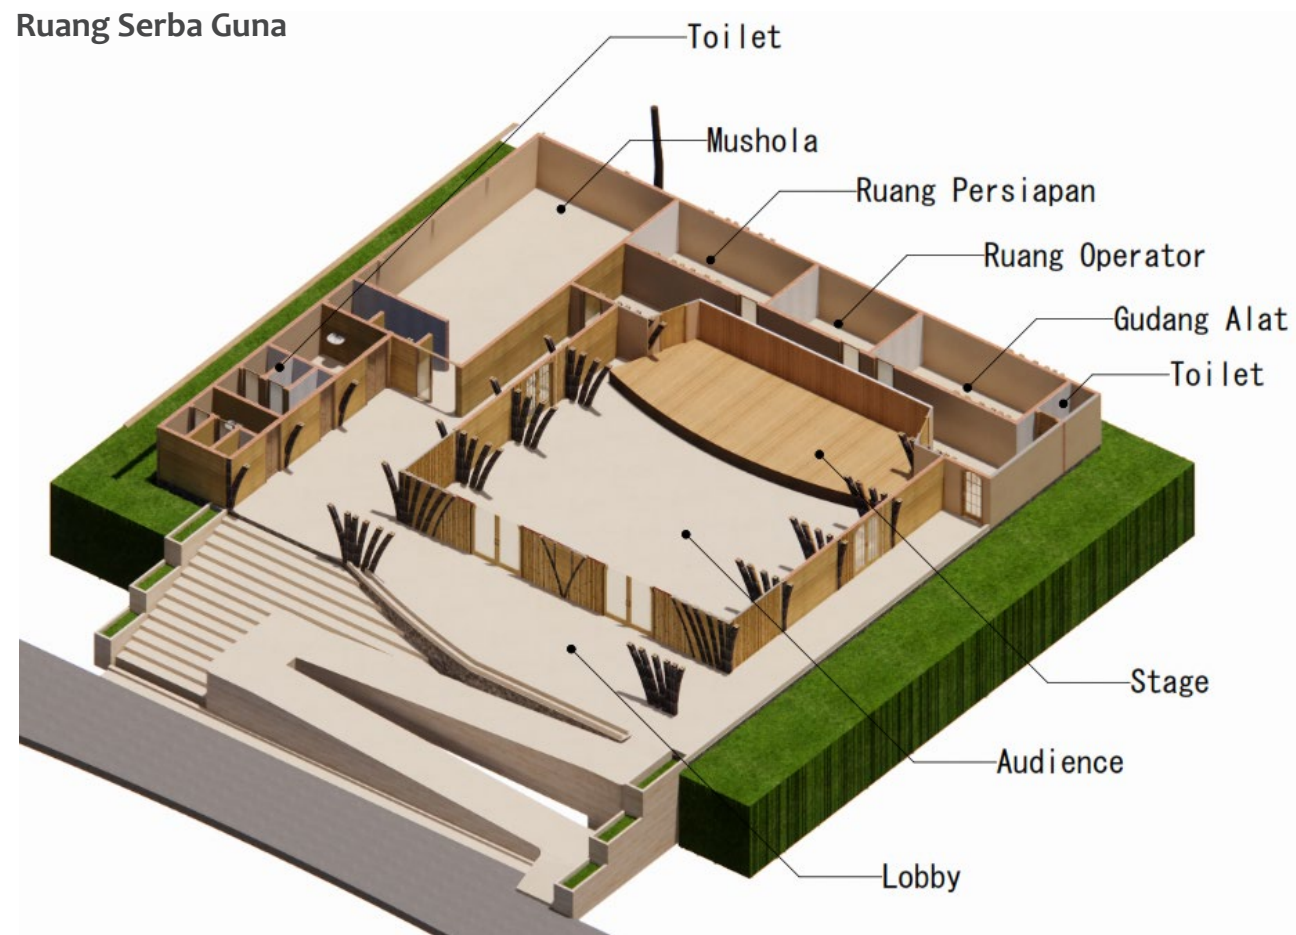 Ruang Serba Guna
Toilet
Mushola
Ruang Persiapan
Ruang Operator
Gudang Alat
Toilet
Stage
Audience
Lobby